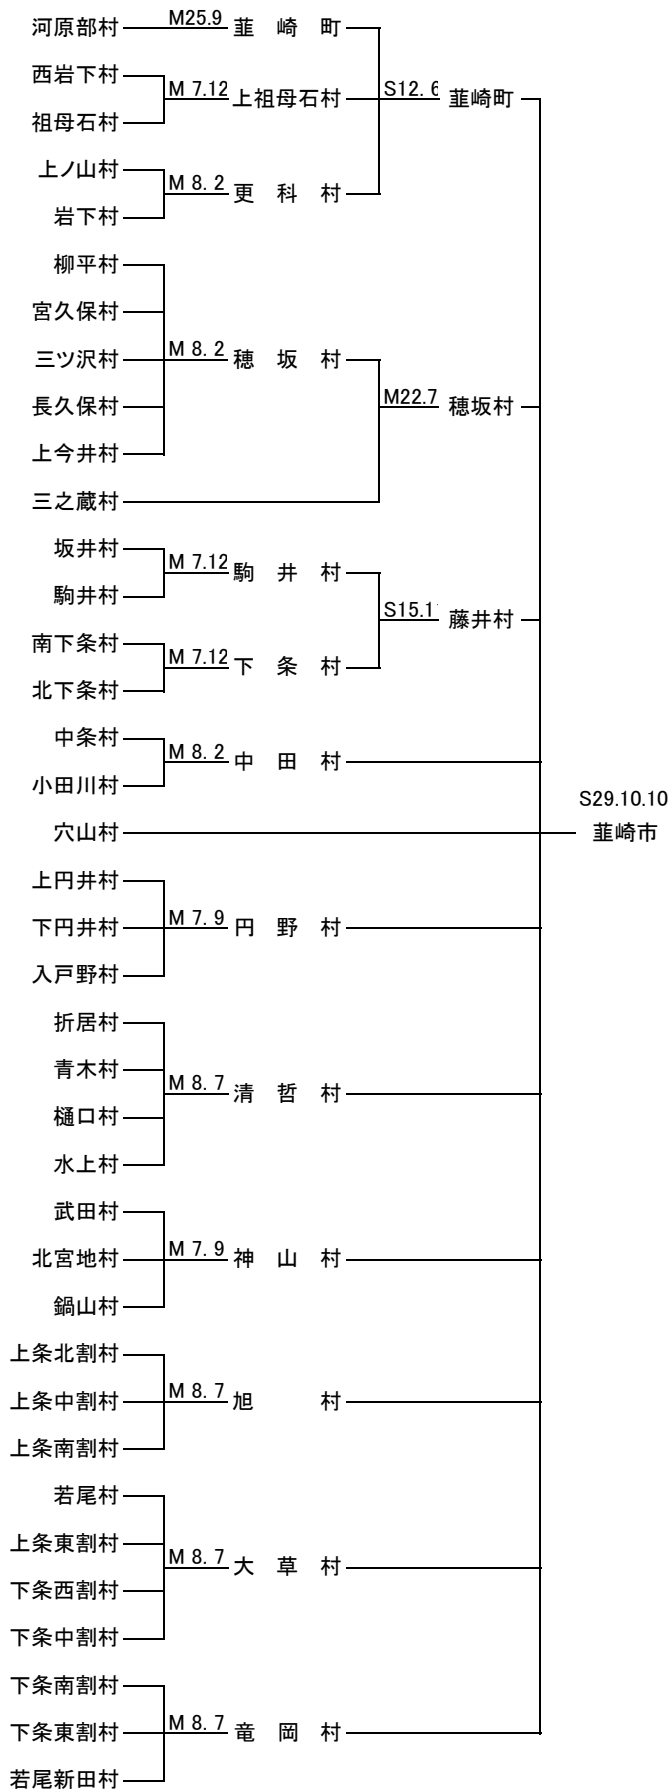 河原部村 M25.9 韮崎町
西岩下村
M 7.12 上祖母石村 S12. 6 韮崎町
祖母石村
上ノ山村
M 8. 2 更科村
岩下村
柳平村
宮久保村
三ツ沢村 M 8. 2 穂坂村
M22.7 穂坂村
長久保村
上今井村
三之蔵村
坂井村
M 7.12 駒井村
駒井村
S15.1 藤井村
南下条村
M 7.12 下条村
北下条村
中条村
M 8. 2 中田村
小田川村
S29.10.10
穴山村 韮崎市
上円井村
下円井村 M 7. 9 円野村
入戸野村
折居村
青木村
M 8. 7 清哲村
樋口村
水上村
武田村
北宮地村 M 7. 9 神山村
鍋山村
上条北割村
上条中割村 M 8. 7 旭村
上条南割村
若尾村
上条東割村
M 8. 7 大草村
下条西割村
下条中割村
下条南割村
下条東割村 M 8. 7 竜岡村
若尾新田村